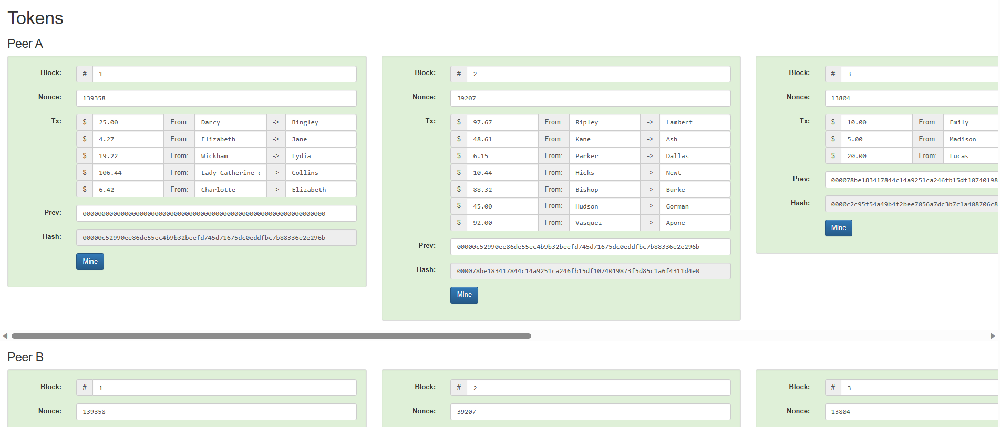 Tokens
Peer A
Block: # 1
Nonce: 139358
Tx: $ 25.00 From: Darcy -> Bingley
$ 4.27 From: Elizabeth -> Jane
$ 19.22 From: Wickham -> Lydia
$ 106.44 From: Lady Catherine d -> Collins
$ 6.42 From: Charlotte -> Elizabeth
Prev: 0000000000000000000000000000000000000000000000000000000000000000
Hash: 00000c52990ee86de55ec4b9b32beefd745d71675dc0eddfbc7b88336e2e296b
Mine
Block: # 2
Nonce: 39207
Tx: $ 97.67 From: Ripley -> Lambert
$ 48.61 From: Kane -> Ash
$ 6.15 From: Parker -> Dallas
$ 10.44 From: Hicks -> Newt
$ 88.32 From: Bishop -> Burke
$ 45.00 From: Hudson -> Gorman
$ 92.00 From: Vasquez -> Apone
Prev: 00000c52990ee86de55ec4b9b32beefd745d71675dc0eddfbc7b88336e2e296b
Hash: 000078be183417844c14a9251ca246fb15df1074019873f5d85c1a6f4311d4e0
Mine
Block: # 3
Nonce: 13804
Tx: $ 10.00 From: Emily
$ 5.00 From: Madison
$ 20.00 From: Lucas
Prev: 000078be183417844c14a9251ca246fb15df10740198
Hash: 0000c2c95f54a49b4f2bee7056a7dc3b7c1a408706c8
Mine
Peer B
Block: # 1
Nonce: 139358
Block: # 2
Nonce: 39207
Block: # 3
Nonce: 13804